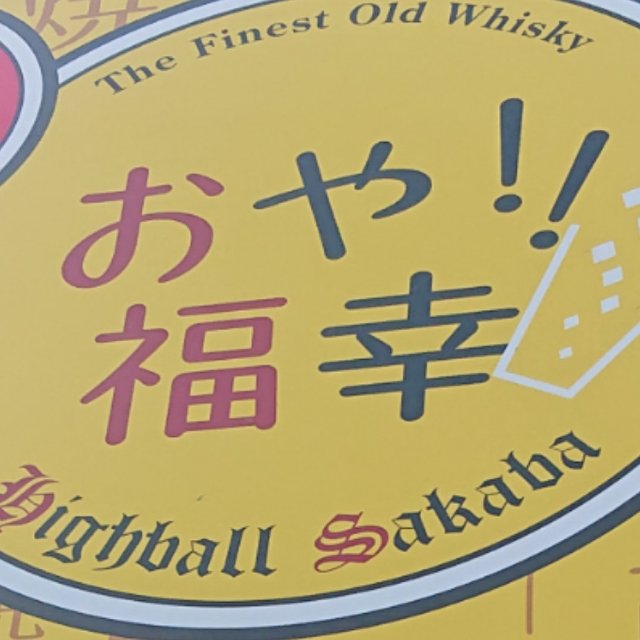 The Finest Old Whisky
おや!!
福幸
Highball Sakaba